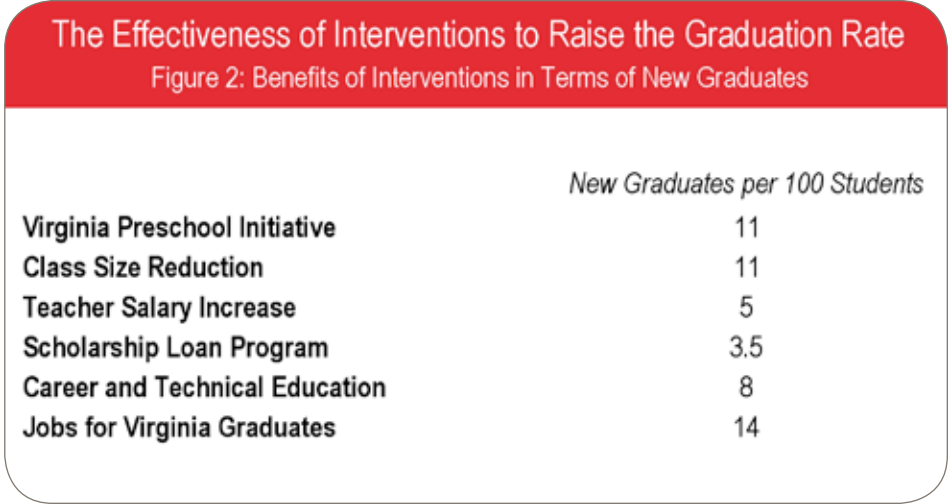 The Effectiveness of Interventions to Raise the Graduation Rate
Figure 2: Benefits of Interventions in Terms of New Graduates
New Graduates per 100 Students
Virginia Preschool Initiative 11
Class Size Reduction 11
Teacher Salary Increase 5
Scholarship Loan Program 3.5
Career and Technical Education 8
Jobs for Virginia Graduates 14